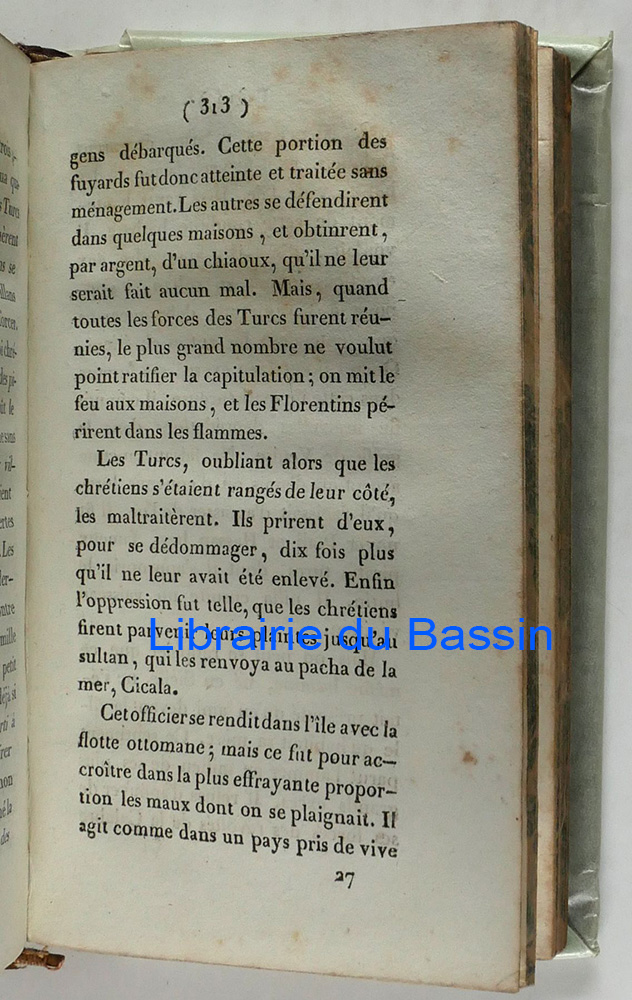 ( 313 )
gens débarqués. Cette portion des
fuyards fut donc atteinte et traitée sans
ménagement. Les autres se défendirent
dans quelques maisons, et obtinrent,
par argent, d'un chiaoux, qu'il ne leur
serait fait aucun mal. Mais, quand
toutes les forces des Turcs furent réu-
nies, le plus grand nombre ne voulut
point ratifier la capitulation; on mit le
feu aux maisons, et les Florentins pé-
rirent dans les flammes.
Les Turcs, oubliant alors que les
chrétiens s'étaient rangés de leur côté,
les maltraitèrent. Ils prirent d'eux,
pour se dédommager, dix fois plus
qu'il ne leur avait été enlevé. Enfin
l'oppression fut telle, que les chrétiens
firent parvenir leurs plaintes jusqu'au
Librairie du Bassin
sultan, qui les renvoya au pacha de la
mer, Cicala.
Cet officier se rendit dans l'île avec la
flotte ottomane; mais ce fut pour ac-
croître dans la plus effrayante propor-
tion les maux dont on se plaignait. Il
agit comme dans un pays pris de vive
27